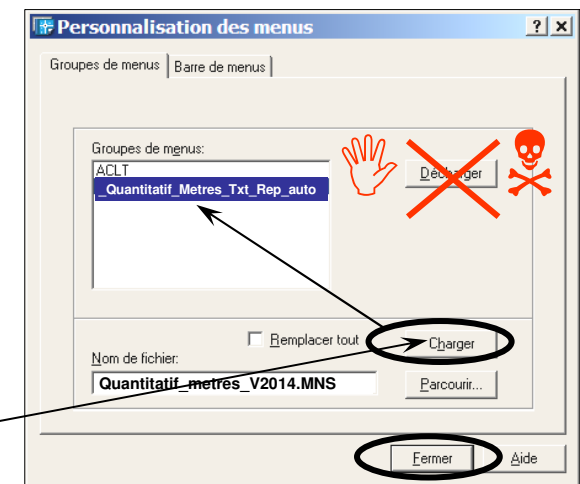 Personnalisation des menus
Groupes de menus
Barre de menus
Groupes de menus:
ACLT
_Quantitatif_Metres_Txt_Rep_auto
Décharger
Remplacer tout
Charger
Nom de fichier:
Quantitatif_metres_V2014.MNS
Parcourir...
Fermer
Aide